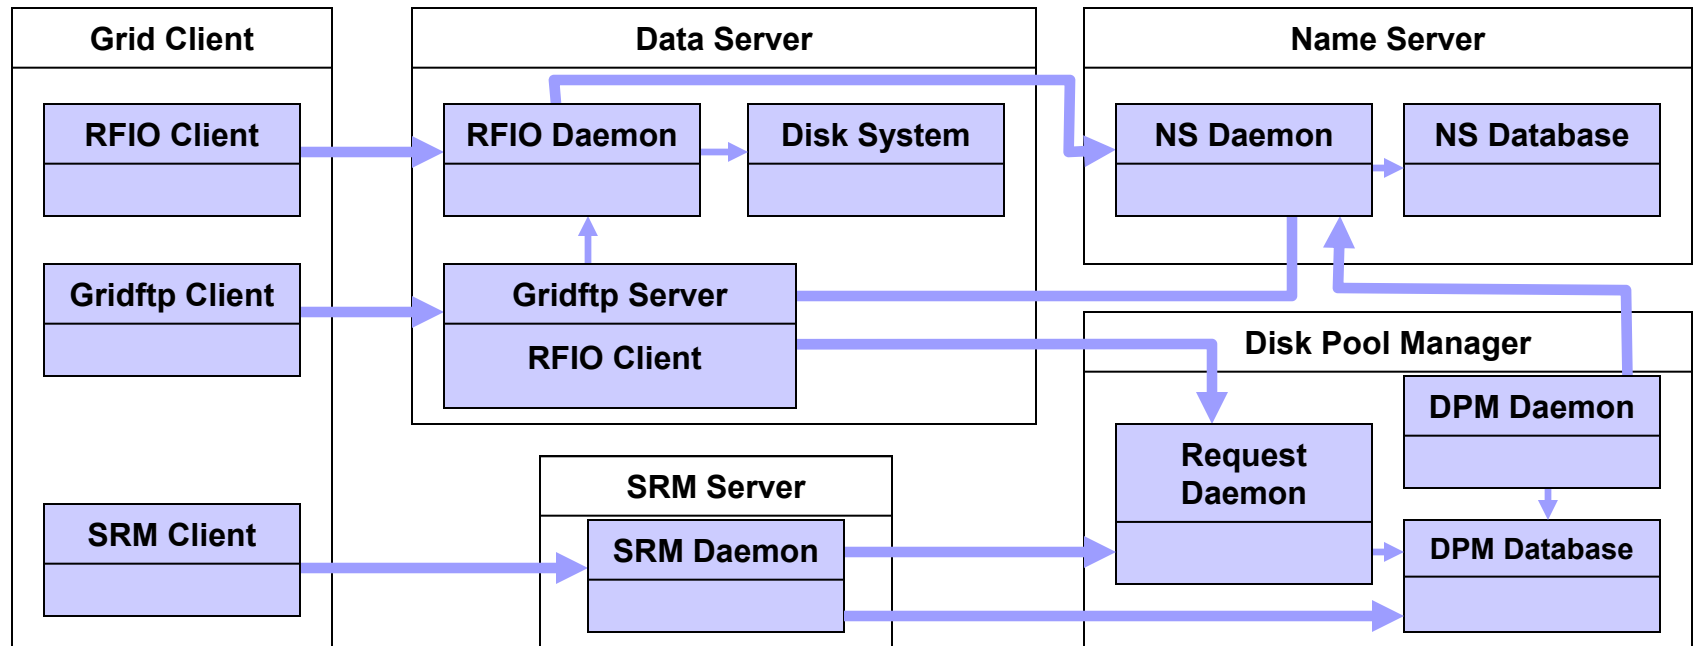 Grid Client
Data Server
Name Server
RFIO Client
RFIO Daemon
Disk System
NS Daemon
NS Database
Gridftp Client
Gridftp Server
RFIO Client
Disk Pool Manager
DPM Daemon
Request
Daemon
SRM Server
SRM Client
SRM Daemon
DPM Database